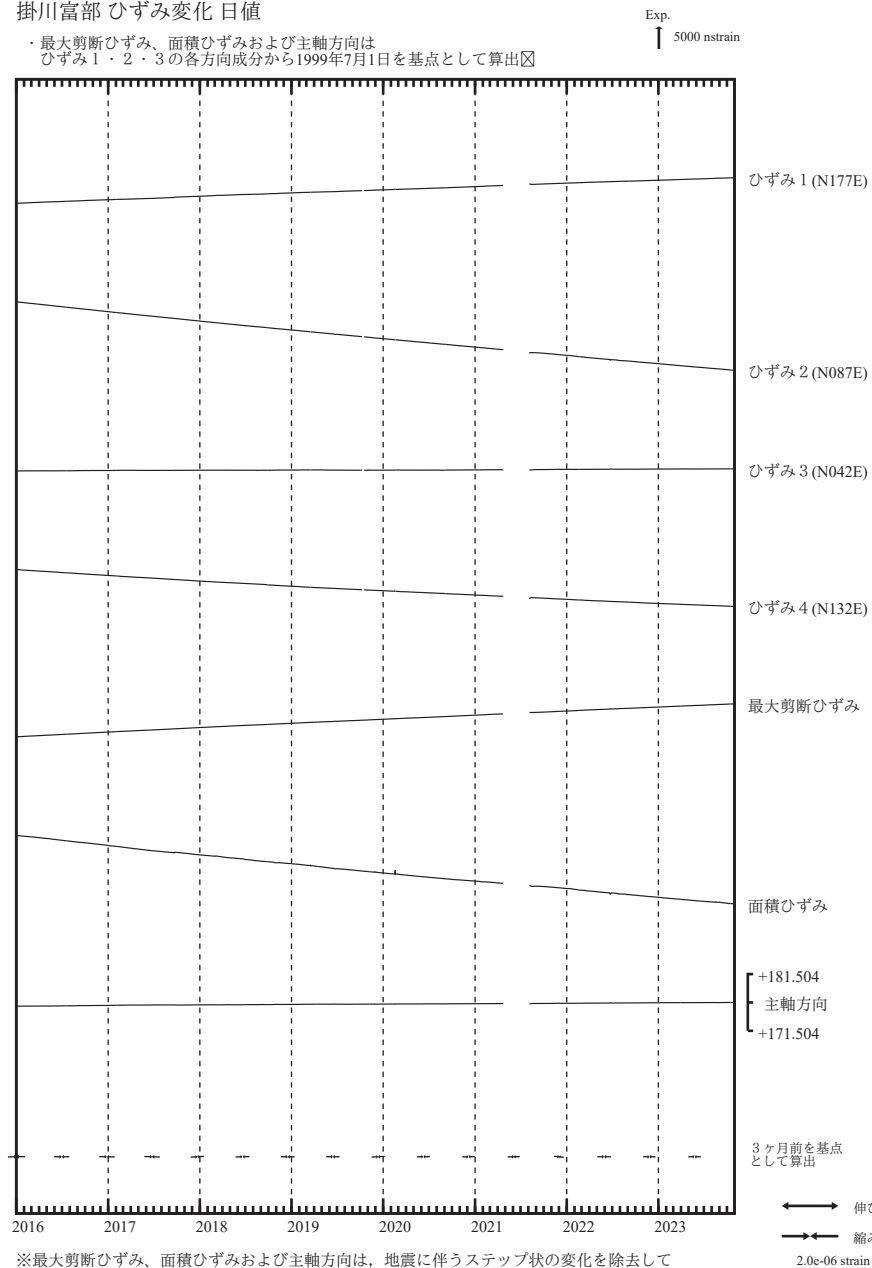 掛川富部 ひずみ変化 日値
・最大剪断ひずみ、面積ひずみおよび主軸方向は
ひずみ１・２・３の各方向成分から1999年7月1日を基点として算出
Exp.
5000 nstrain
ひずみ１(N177E)
ひずみ２(N087E)
ひずみ３(N042E)
ひずみ４(N132E)
最大剪断ひずみ
面積ひずみ
+181.504
主軸方向
+171.504
３ヶ月前を基点
として算出
2016 2017 2018 2019 2020 2021 2022 2023
伸び
縮み
2.0e-06 strain
※最大剪断ひずみ、面積ひずみおよび主軸方向は，地震に伴うステップ状の変化を除去して